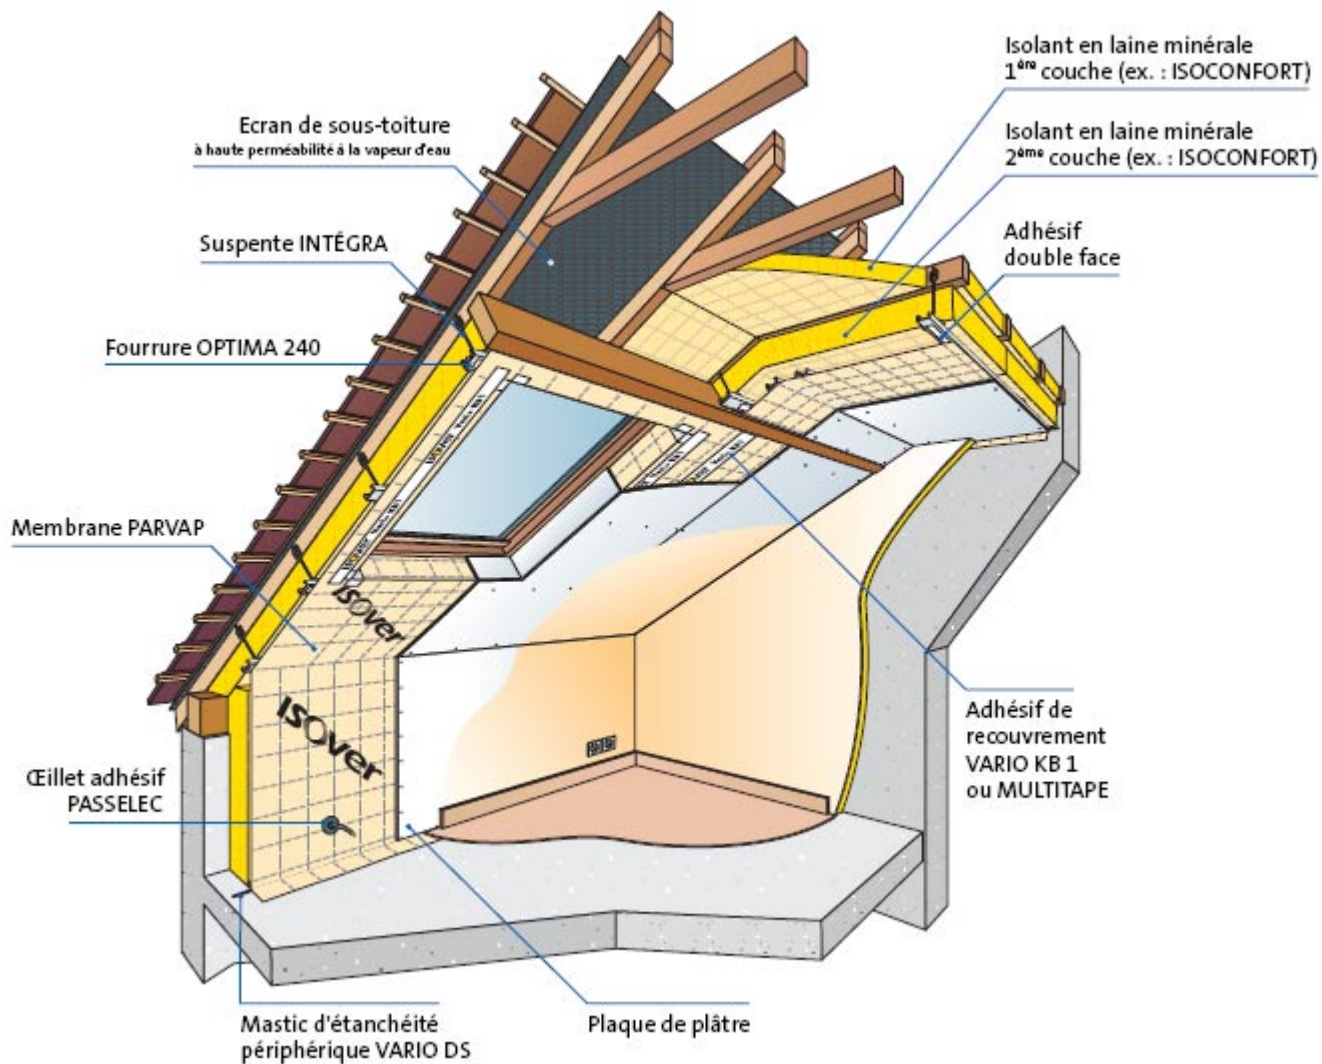 Isolant en laine minérale
1ère couche (ex. : ISOCONFORT)
Ecran de sous-toiture
à haute perméabilité à la vapeur d'eau
Isolant en laine minérale
2ème couche (ex. : ISOCONFORT)
Suspente INTÉGRA
Adhésif
double face
Fourrure OPTIMA 240
Membrane PARVAP
isover
isover
Œillet adhésif
PASSELEC
Adhésif de
recouvrement
VARIO KB 1
ou MULTITAPE
Mastic d'étanchéité
périphérique VARIO DS
Plaque de plâtre